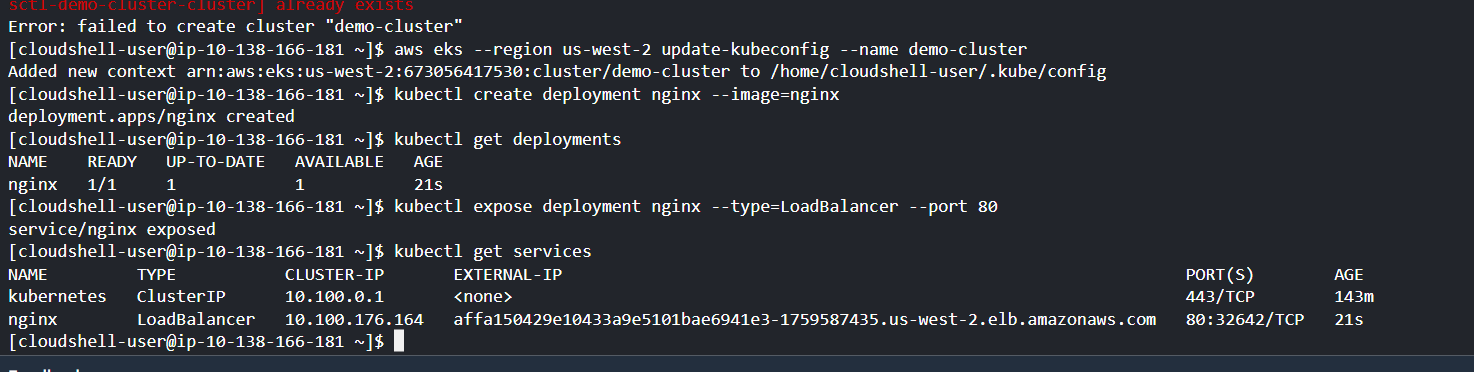 sctl-demo-cluster-cluster] already exists
Error: failed to create cluster "demo-cluster"
[cloudshell-user@ip-10-138-166-181 ~]$ aws eks --region us-west-2 update-kubeconfig --name demo-cluster
Added new context arn:aws:eks:us-west-2:673056417530:cluster/demo-cluster to /home/cloudshell-user/.kube/config
[cloudshell-user@ip-10-138-166-181 ~]$ kubectl create deployment nginx --image=nginx
deployment.apps/nginx created
[cloudshell-user@ip-10-138-166-181 ~]$ kubectl get deployments
NAME    READY   UP-TO-DATE   AVAILABLE   AGE
nginx   1/1     1            1           21s
[cloudshell-user@ip-10-138-166-181 ~]$ kubectl expose deployment nginx --type=LoadBalancer --port 80
service/nginx exposed
[cloudshell-user@ip-10-138-166-181 ~]$ kubectl get services
NAME         TYPE           CLUSTER-IP       EXTERNAL-IP                                                               PORT(S)        AGE
kubernetes   ClusterIP      10.100.0.1       <none>                                                                    443/TCP        143m
nginx        LoadBalancer   10.100.176.164   affa150429e10433a9e5101bae6941e3-1759587435.us-west-2.elb.amazonaws.com   80:32642/TCP   21s
[cloudshell-user@ip-10-138-166-181 ~]$